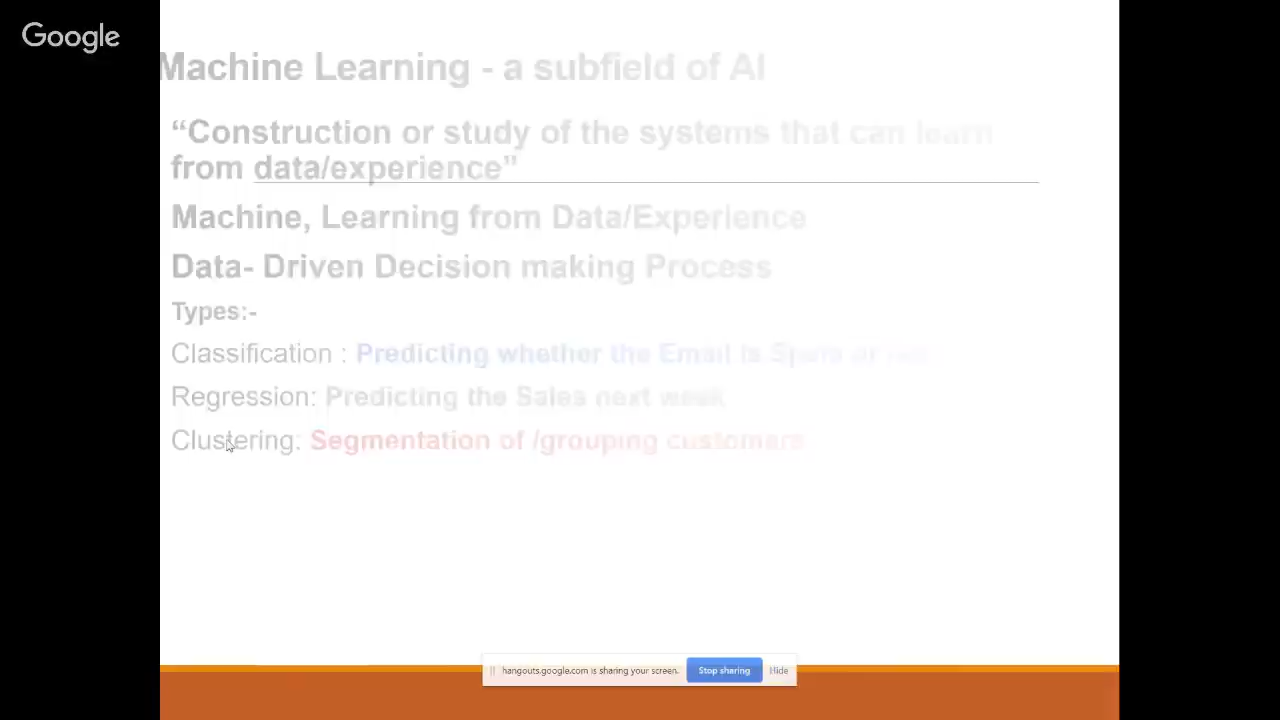 Google
Machine Learning - a subfield of AI
“Construction or study of the systems that can learn
from data/experience”
Machine, Learning from Data/Experience
Data- Driven Decision making Process
Types:-
Classification : Predicting whether the Email is Spam or
Regression: Predicting the Sales next week
Clustering: Segmentation of /grouping customers
hangouts.google.com is sharing your screen.
Stop sharing
Hide